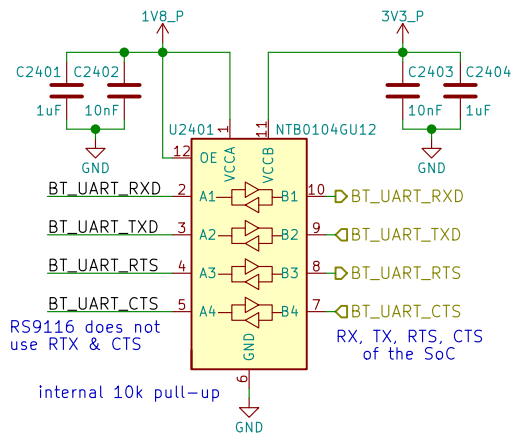 1V8_P
3V3_P
C2401 C2402
1uF 10nF
GND
C2403 C2404
10nF 1uF
GND
U2401 NTB0104GU12
1 11
VCCA VCCB
12 OE
BT_UART_RXD 2 A1 B1 10 BT_UART_RXD
BT_UART_TXD 3 A2 B2 9 BT_UART_TXD
BT_UART_RTS 4 A3 B3 8 BT_UART_RTS
BT_UART_CTS 5 A4 B4 7 BT_UART_CTS
GND
6
GND
RS9116 does not
use RTX & CTS
RX, TX, RTS, CTS
of the SoC
internal 10k pull-up